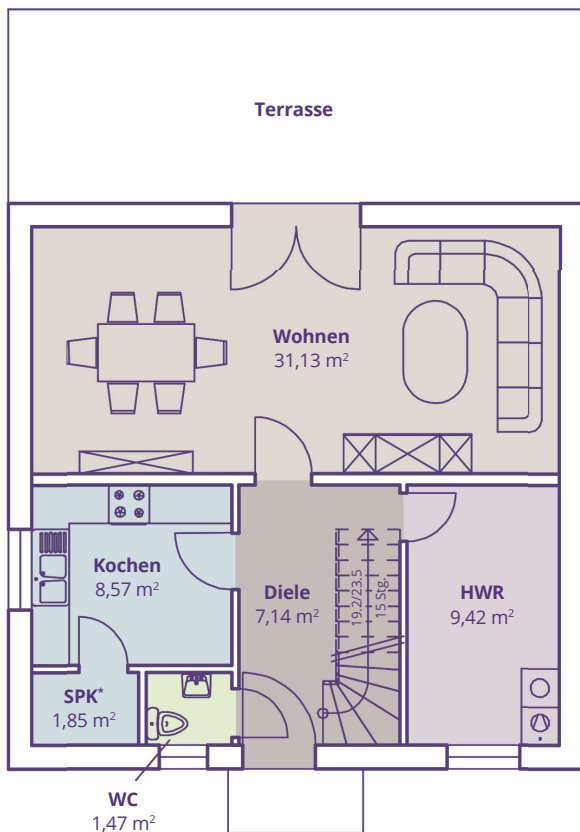 Terrasse
Wohnen
31,13 m²
Kochen
8,57 m²
Diele
7,14 m²
19.2/23.5
15 Stg.
HWR
9,42 m²
SPK*
1,85 m²
WC
1,47 m²